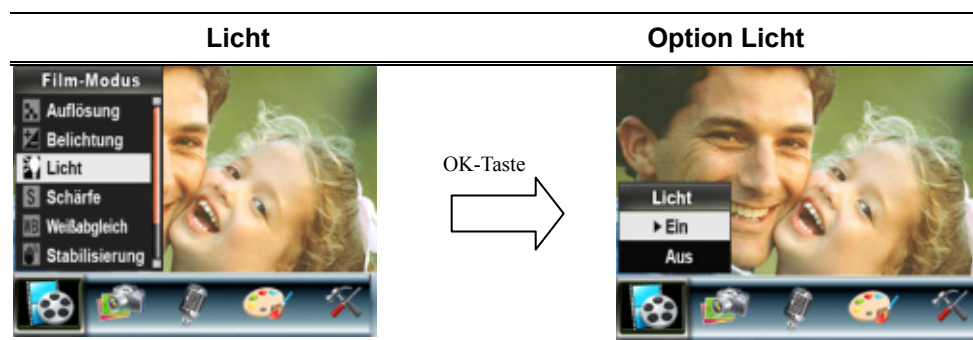 Licht
Option Licht
Film-Modus
Auflösung
Belichtung
Licht
Schärfe
Weißabgleich
Stabilisierung
OK-Taste
Licht
Ein
Aus